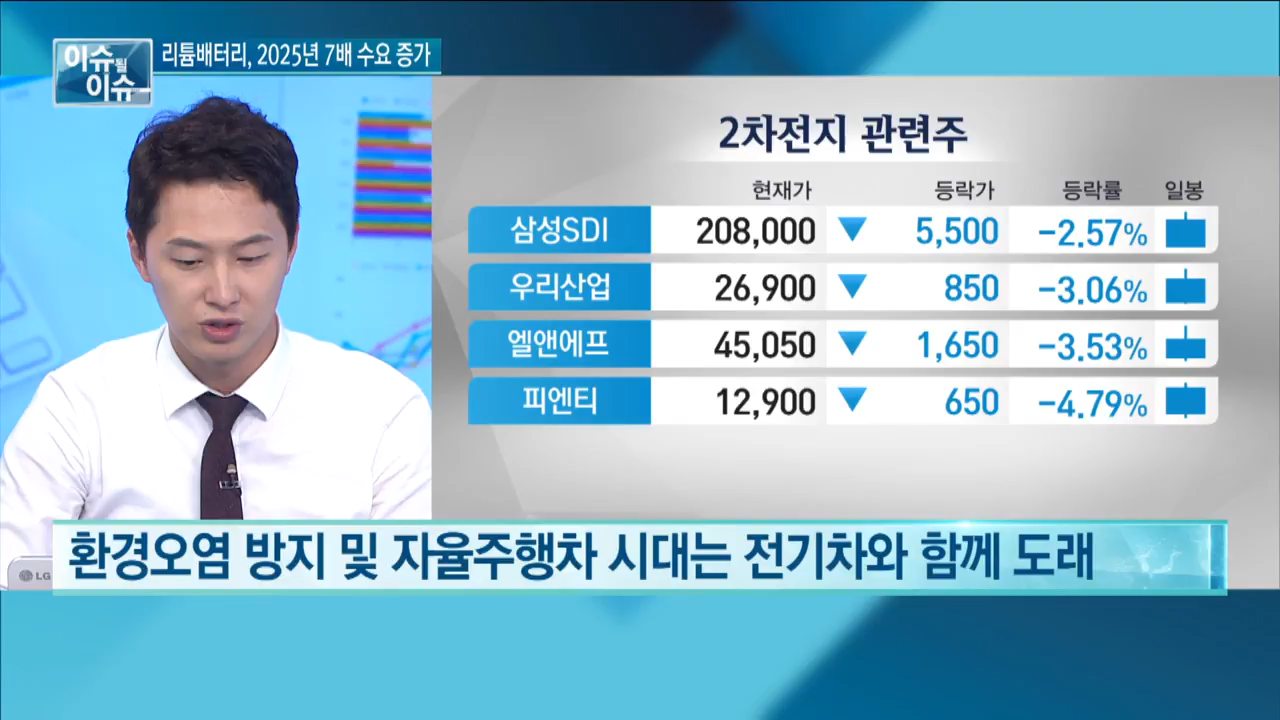 이슈될
이슈
리튬배터리, 2025년 7배 수요 증가
2차전지 관련주
현재가 등락가 등락률 일봉
삼성SDI 208,000 ▼ 5,500 -2.57%
우리산업 26,900 ▼ 850 -3.06%
엘앤에프 45,050 ▼ 1,650 -3.53%
피엔티 12,900 ▼ 650 -4.79%
환경오염 방지 및 자율주행차 시대는 전기차와 함께 도래
LG